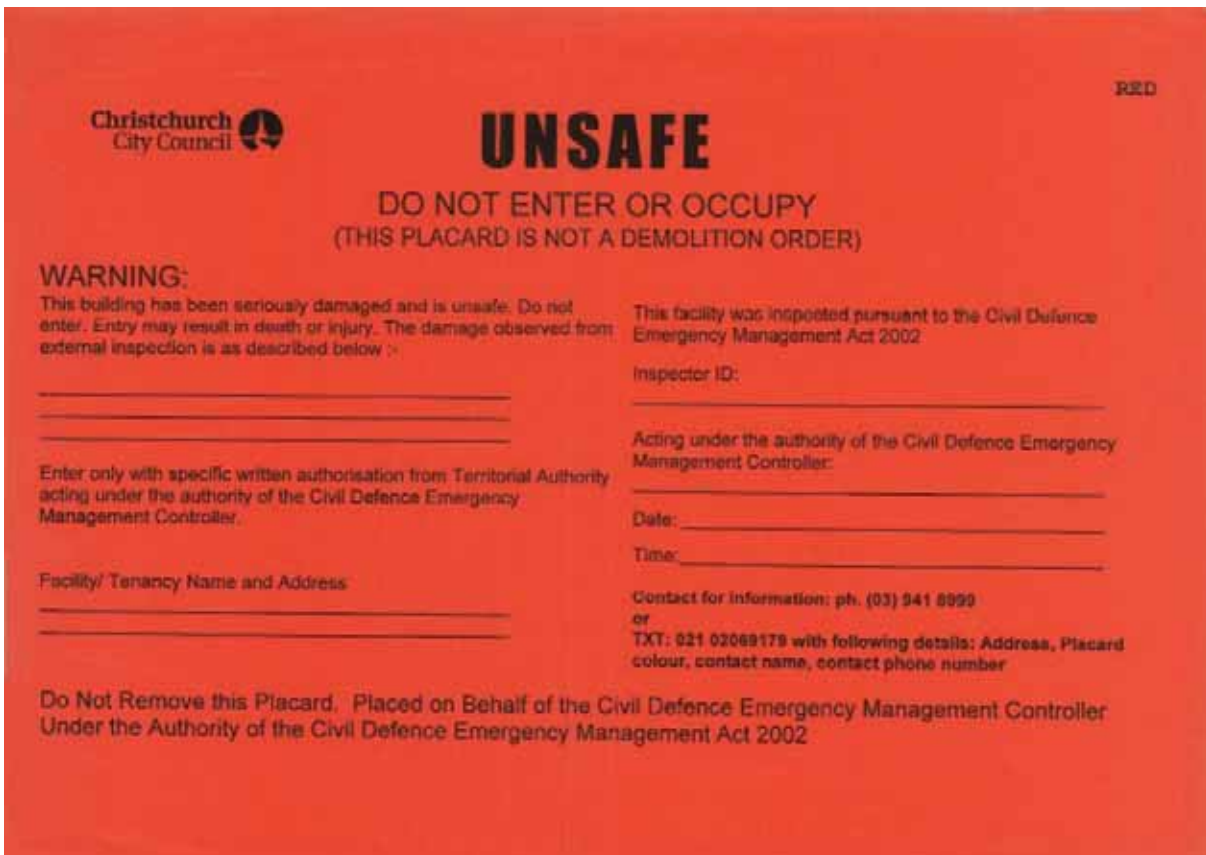 RED
Christchurch
City Council
UNSAFE
DO NOT ENTER OR OCCUPY
(THIS PLACARD IS NOT A DEMOLITION ORDER)
WARNING:
This building has been seriously damaged and is unsafe. Do not
enter. Entry may result in death or injury. The damage observed from
external inspection is as described below :-
Enter only with specific written authorisation from Territorial Authority
acting under the authority of the Civil Defence Emergency
Management Controller.
Facility/ Tenancy Name and Address
This facility was inspected pursuant to the Civil Defence
Emergency Management Act 2002
Inspector ID:
Acting under the authority of the Civil Defence Emergency
Management Controller:
Date:
Time:
Contact for information: ph. (03) 941 8999
or
TXT: 021 02069179 with following details: Address, Placard
colour, contact name, contact phone number
Do Not Remove this Placard. Placed on Behalf of the Civil Defence Emergency Management Controller
Under the Authority of the Civil Defence Emergency Management Act 2002